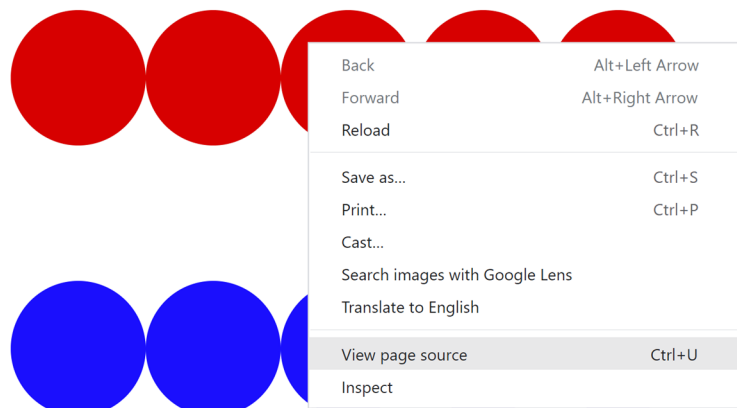 Back Alt+Left Arrow
Forward Alt+Right Arrow
Reload Ctrl+R
Save as... Ctrl+S
Print... Ctrl+P
Cast...
Search images with Google Lens
Translate to English
View page source Ctrl+U
Inspect